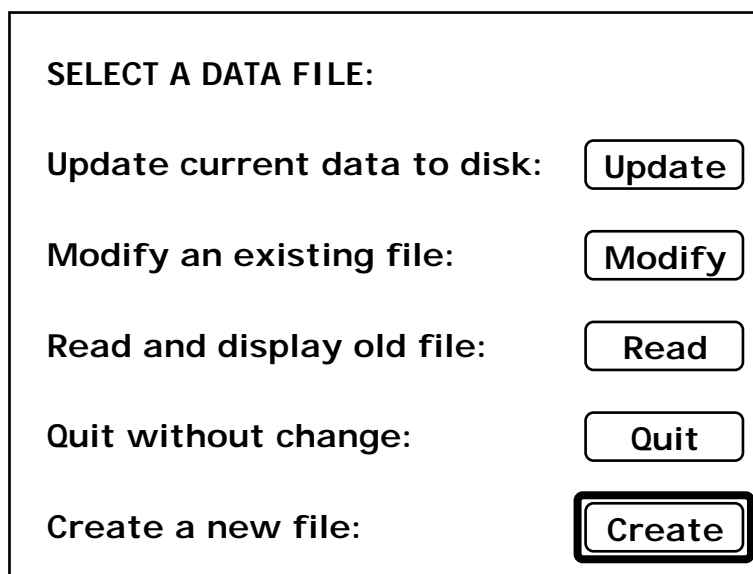 SELECT A DATA FILE:
Update current data to disk: Update
Modify an existing file: Modify
Read and display old file: Read
Quit without change: Quit
Create a new file: Create